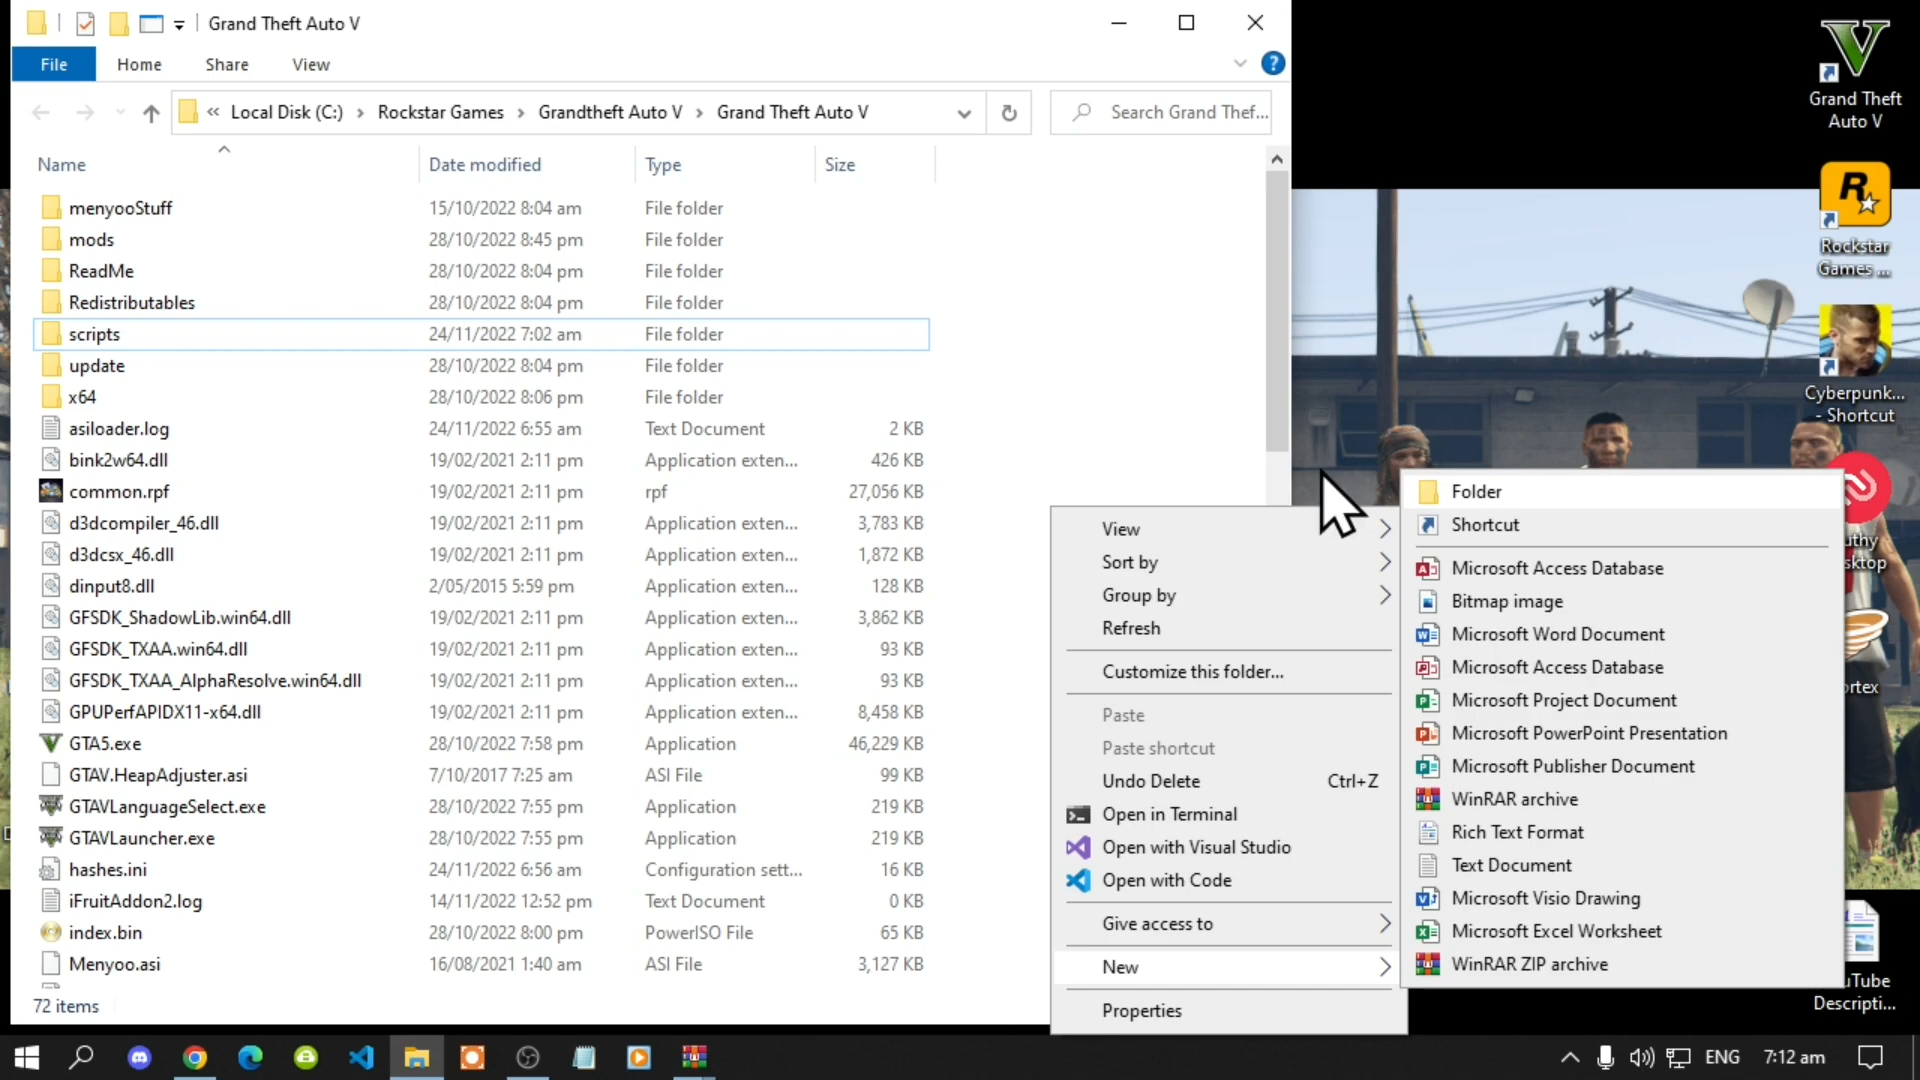 Grand Theft Auto V
File
Home
Share
View
?
« Local Disk (C:) > Rockstar Games > Grandtheft Auto V > Grand Theft Auto V
Search Grand Thef...
Name
Date modified
Type
Size
menyooStuff 15/10/2022 8:04 am File folder
mods 28/10/2022 8:45 pm File folder
ReadMe 28/10/2022 8:04 pm File folder
Redistributables 28/10/2022 8:04 pm File folder
scripts 24/11/2022 7:02 am File folder
update 28/10/2022 8:04 pm File folder
x64 28/10/2022 8:06 pm File folder
asiloader.log 24/11/2022 6:55 am Text Document 2 KB
bink2w64.dll 19/02/2021 2:11 pm Application exten... 426 KB
common.rpf 19/02/2021 2:11 pm rpf 27,056 KB
d3dcompiler_46.dll 19/02/2021 2:11 pm Application exten... 3,783 KB
d3dcsx_46.dll 19/02/2021 2:11 pm Application exten... 1,872 KB
dinput8.dll 2/05/2015 5:59 pm Application exten... 128 KB
GFSDK_ShadowLib.win64.dll 19/02/2021 2:11 pm Application exten... 3,862 KB
GFSDK_TXAA.win64.dll 19/02/2021 2:11 pm Application exten... 93 KB
GFSDK_TXAA_AlphaResolve.win64.dll 19/02/2021 2:11 pm Application exten... 93 KB
GPUPerfAPIDX11-x64.dll 19/02/2021 2:11 pm Application exten... 8,458 KB
GTA5.exe 28/10/2022 7:58 pm Application 46,229 KB
GTAV.HeapAdjuster.asi 7/10/2017 7:25 am ASI File 99 KB
GTAVLanguageSelect.exe 28/10/2022 7:55 pm Application 219 KB
GTAVLauncher.exe 28/10/2022 7:55 pm Application 219 KB
hashes.ini 24/11/2022 6:56 am Configuration sett... 16 KB
iFruitAddon2.log 14/11/2022 12:52 pm Text Document 0 KB
index.bin 28/10/2022 8:00 pm PowerISO File 65 KB
Menyoo.asi 16/08/2021 1:40 am ASI File 3,127 KB
72 items
View
Sort by
Group by
Refresh
Customize this folder...
Paste
Paste shortcut
Undo Delete Ctrl+Z
Open in Terminal
Open with Visual Studio
Open with Code
Give access to
New
Properties
Folder
Shortcut
Microsoft Access Database
Bitmap image
Microsoft Word Document
Microsoft Access Database
Microsoft Project Document
Microsoft PowerPoint Presentation
Microsoft Publisher Document
WinRAR archive
Rich Text Format
Text Document
Microsoft Visio Drawing
Microsoft Excel Worksheet
WinRAR ZIP archive
Grand Theft
Auto V
Rockstar
Games ...
Cyberpunk...
- Shortcut
uthy
sktop
ortex
uTube
Descripti...
ENG
7:12 am